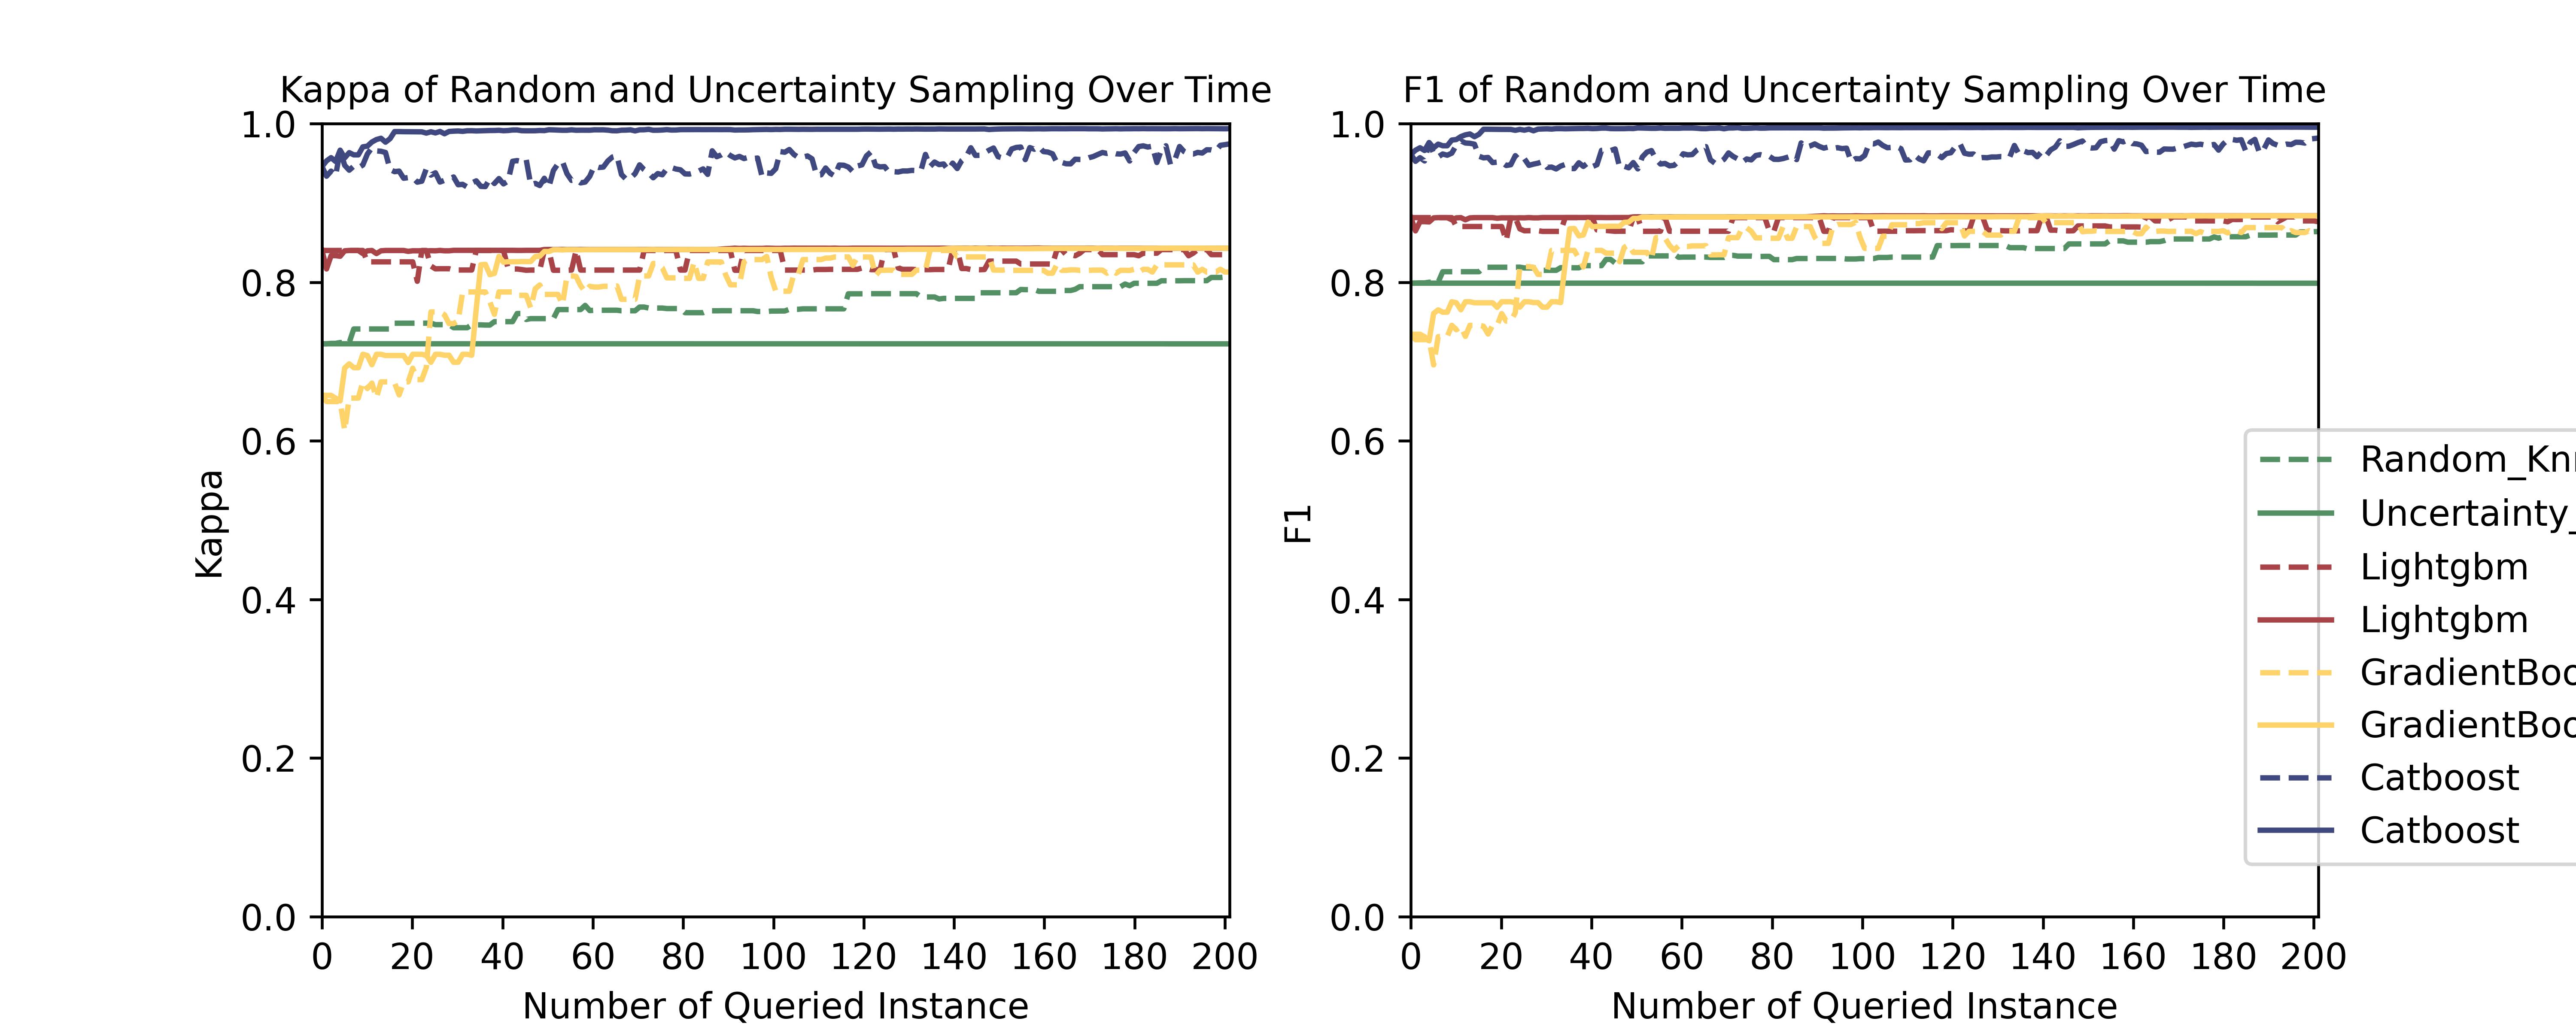 Kappa of Random and Uncertainty Sampling Over Time
1.0
0.8
0.6
0.4
0.2
0.0
Kappa
0 20 40 60 80 100 120 140 160 180 200
Number of Queried Instance
F1 of Random and Uncertainty Sampling Over Time
1.0
0.8
0.6
0.4
0.2
0.0
F1
0 20 40 60 80 100 120 140 160 180 200
Number of Queried Instance
Lightgbm
Lightgbm
Catboost
Catboost